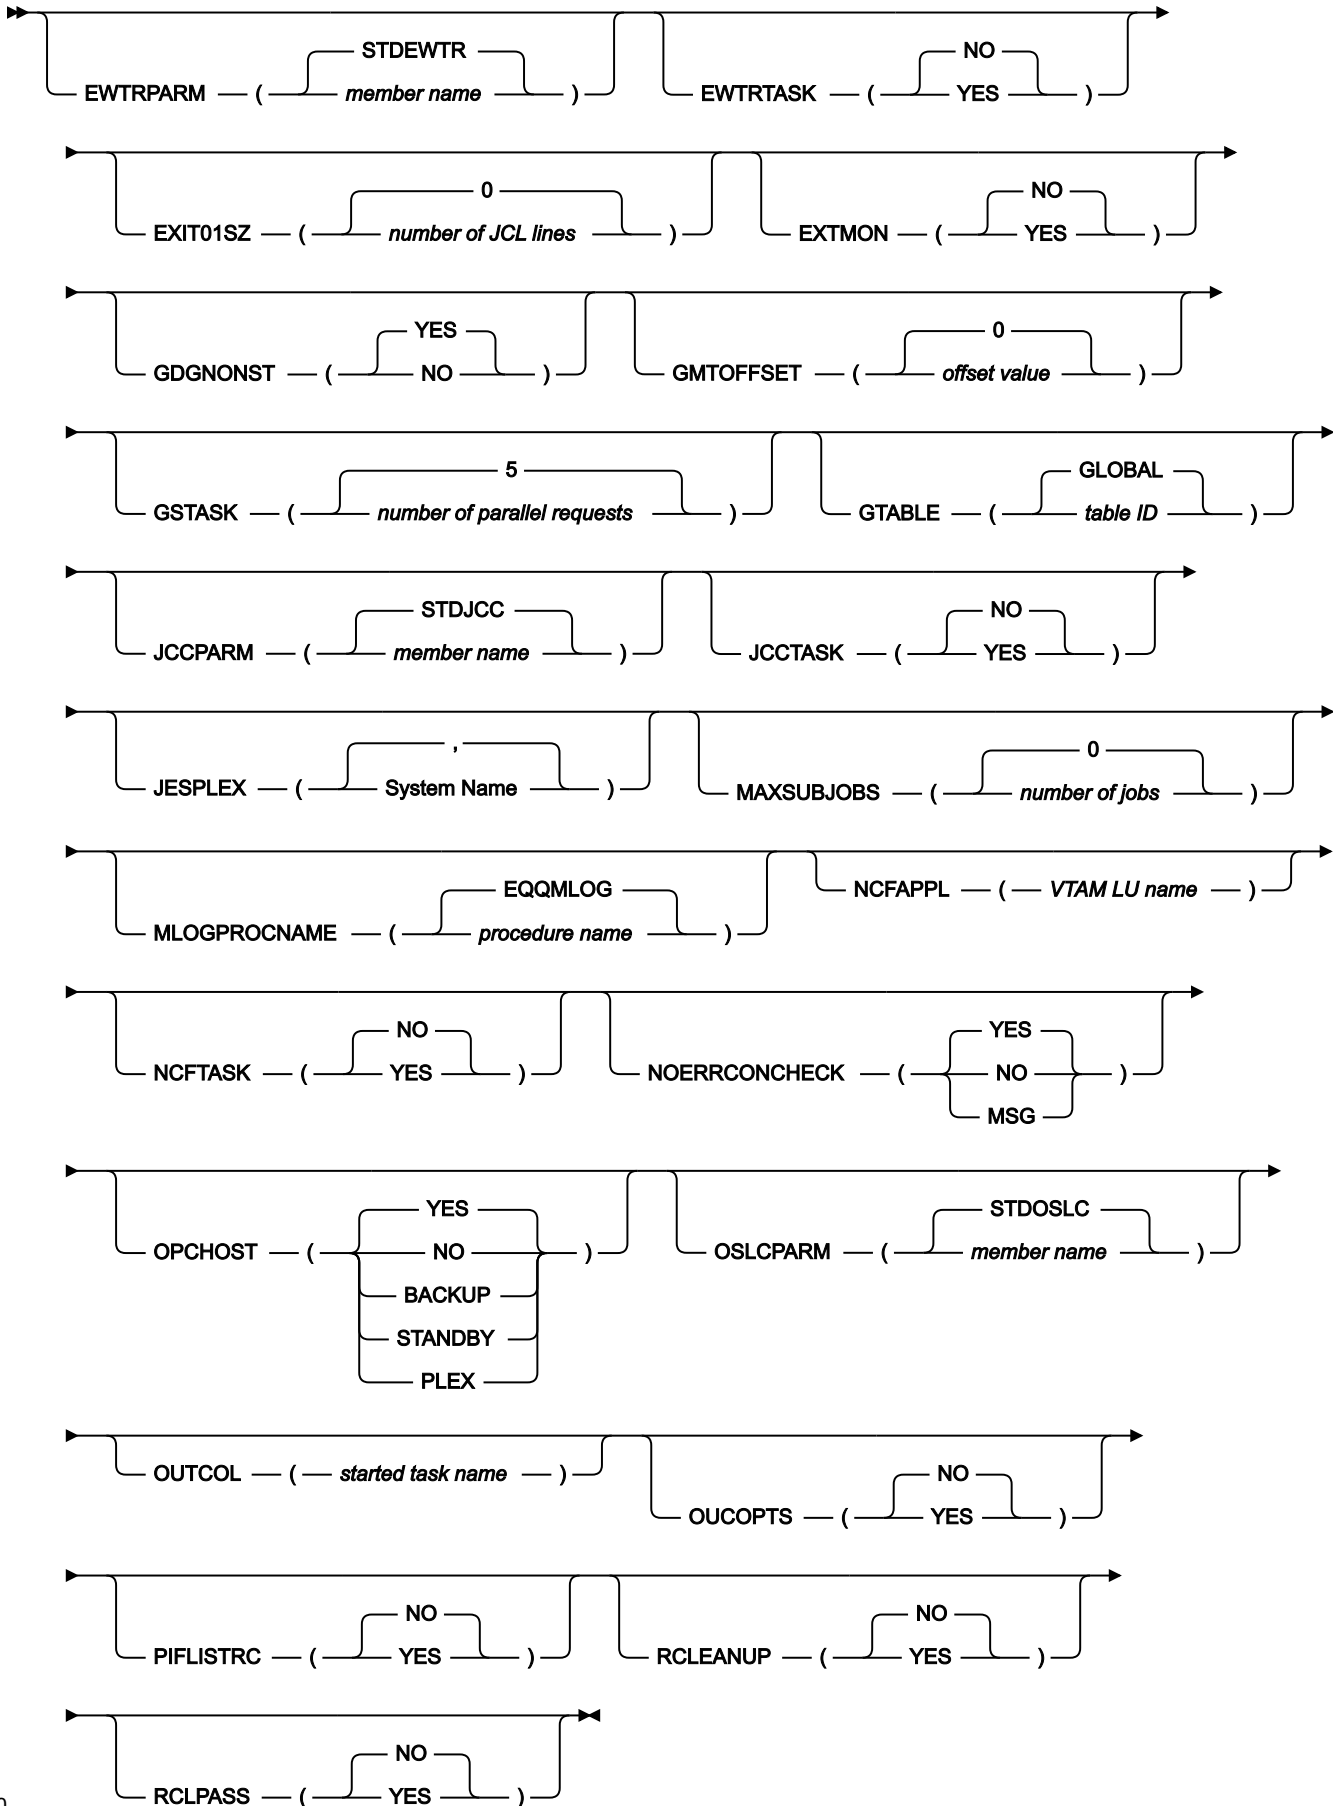 STDEWTR NO
EWTRPARM ( member name ) EWTRTASK ( YES )
0 NO
EXIT01SZ ( number of JCL lines ) EXTMON ( YES )
YES 0
GDGNONST ( NO ) GMTOFFSET ( offset value )
5 GLOBAL
GSTASK ( number of parallel requests ) GTABLE ( table ID )
STDJCC NO
JCCPARM ( member name ) JCCTASK ( YES )
, 0
JESPLEX ( System Name ) MAXSUBJOBS ( number of jobs )
EQQMLOG NCFAPPL ( VTAM LU name )
MLOGPROCNAME ( procedure name )
NO YES
NCFTASK ( YES ) NOERRCONCHECK ( NO )
MSG
YES STDOSLC
OPCHOST ( NO ) OSLCPARM ( member name )
BACKUP
STANDBY
PLEX
OUTCOL ( started task name ) NO
OUCOPTS ( YES )
NO NO
PIFLISTRC ( YES ) RCLEANUP ( YES )
NO
RCLPASS ( YES )